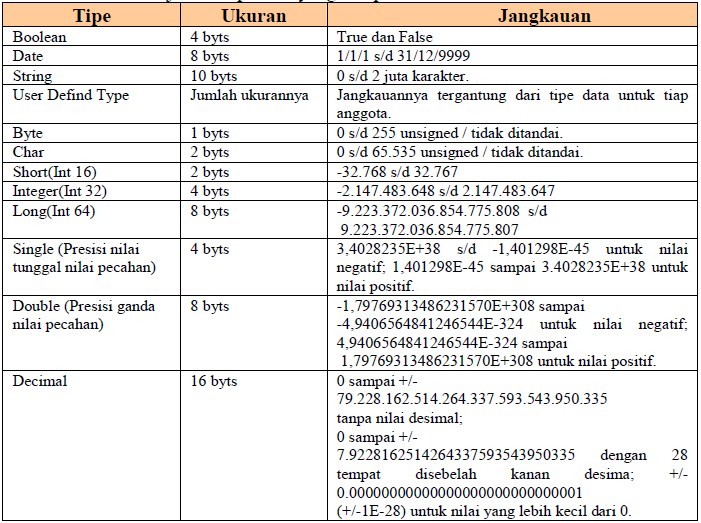 Tipe Ukuran Jangkauan
Boolean 4 byts True dan False
Date 8 byts 1/1/1 s/d 31/12/9999
String 10 byts 0 s/d 2 juta karakter.
User Defind Type Jumlah ukurannya Jangkauannya tergantung dari tipe data untuk tiap
anggota.
Byte 1 byts 0 s/d 255 unsigned / tidak ditandai.
Char 2 byts 0 s/d 65.535 unsigned / tidak ditandai.
Short(Int 16) 2 byts -32.768 s/d 32.767
Integer(Int 32) 4 byts -2.147.483.648 s/d 2.147.483.647
Long(Int 64) 8 byts -9.223.372.036.854.775.808 s/d
9.223.372.036.854.775.807
Single (Presisi nilai 4 byts 3,4028235E+38 s/d -1,401298E-45 untuk nilai
tunggal nilai pecahan) negatif; 1,401298E-45 sampai 3.4028235E+38 untuk
nilai positif.
Double (Presisi ganda 8 byts -1,79769313486231570E+308 sampai
nilai pecahan) -4,9406564841246544E-324 untuk nilai negatif;
4,9406564841246544E-324 sampai
1,79769313486231570E+308 untuk nilai positif.
Decimal 16 byts 0 sampai +/-
79.228.162.514.264.337.593.543.950.335
tanpa nilai desimal;
0 sampai +/-
7.9228162514264337593543950335 dengan 28
tempat disebelah kanan desima; +/-
0.0000000000000000000000000001
(+/-1E-28) untuk nilai yang lebih kecil dari 0.